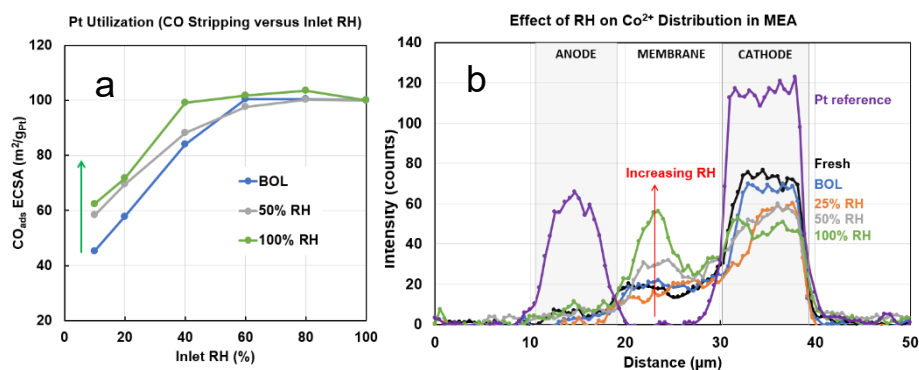 Pt Utilization (CO Stripping versus Inlet RH)
a
120
100
80
60
40
20
0 20 40 60 80 100
CO_ads ECSA (m²/g_Pt)
Inlet RH (%)
BOL
50% RH
100% RH
Effect of RH on Co²⁺ Distribution in MEA
b
ANODE MEMBRANE CATHODE
140
120
100
80
60
40
20
0
0 10 20 30 40 50
Intensity (counts)
Distance (µm)
Pt reference
Increasing RH
Fresh
BOL
25% RH
50% RH
100% RH